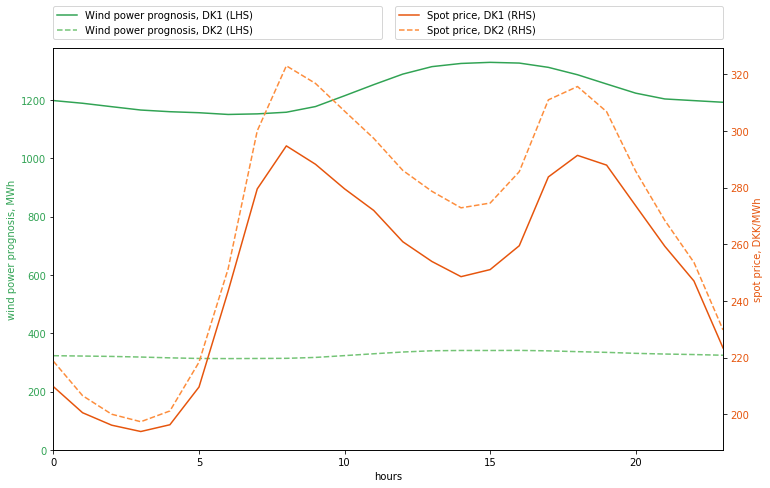 Wind power prognosis, DK1 (LHS)
Wind power prognosis, DK2 (LHS)
Spot price, DK1 (RHS)
Spot price, DK2 (RHS)
wind power prognosis, MWh
1200
1000
800
600
400
200
0
0 5 10 15 20
hours
320
300
280
260
240
220
200
spot price, DKK/MWh